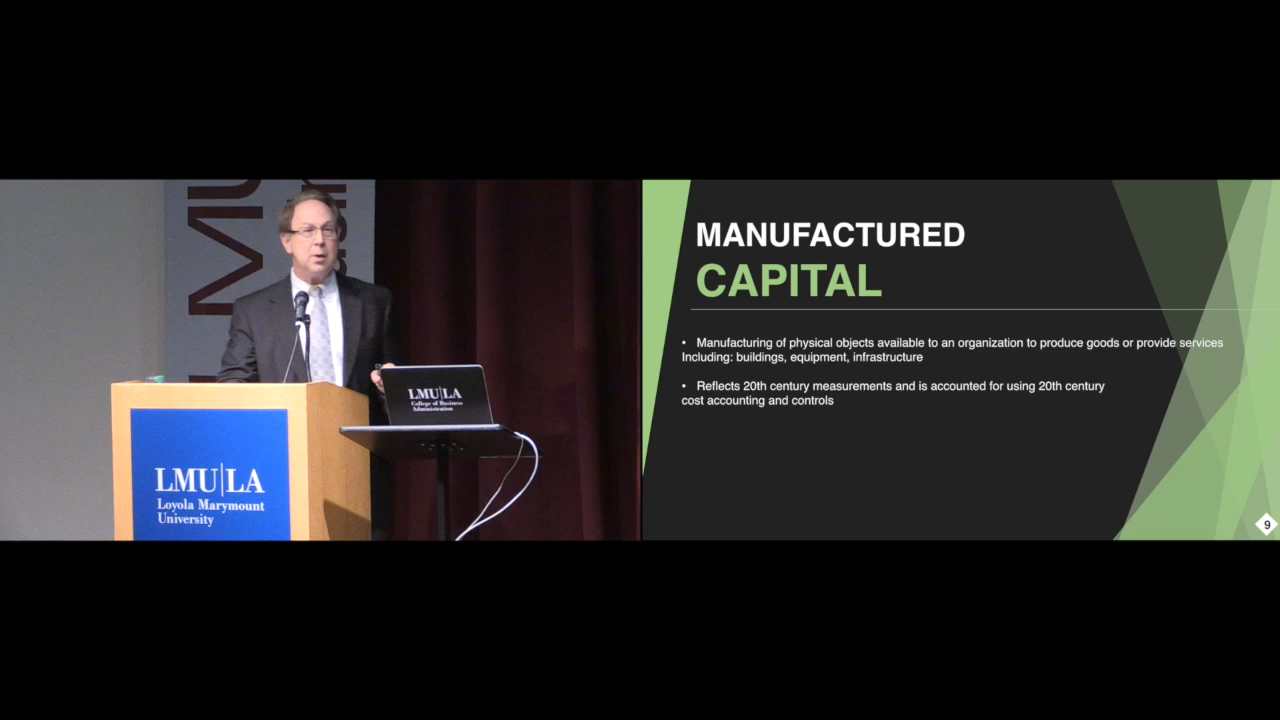 LMU
LMU|LA
College of Business
Administration
LMU|LA
Loyola Marymount
University
MANUFACTURED
CAPITAL
• Manufacturing of physical objects available to an organization to produce goods or provide services
Including: buildings, equipment, infrastructure
• Reflects 20th century measurements and is accounted for using 20th century
cost accounting and controls
9